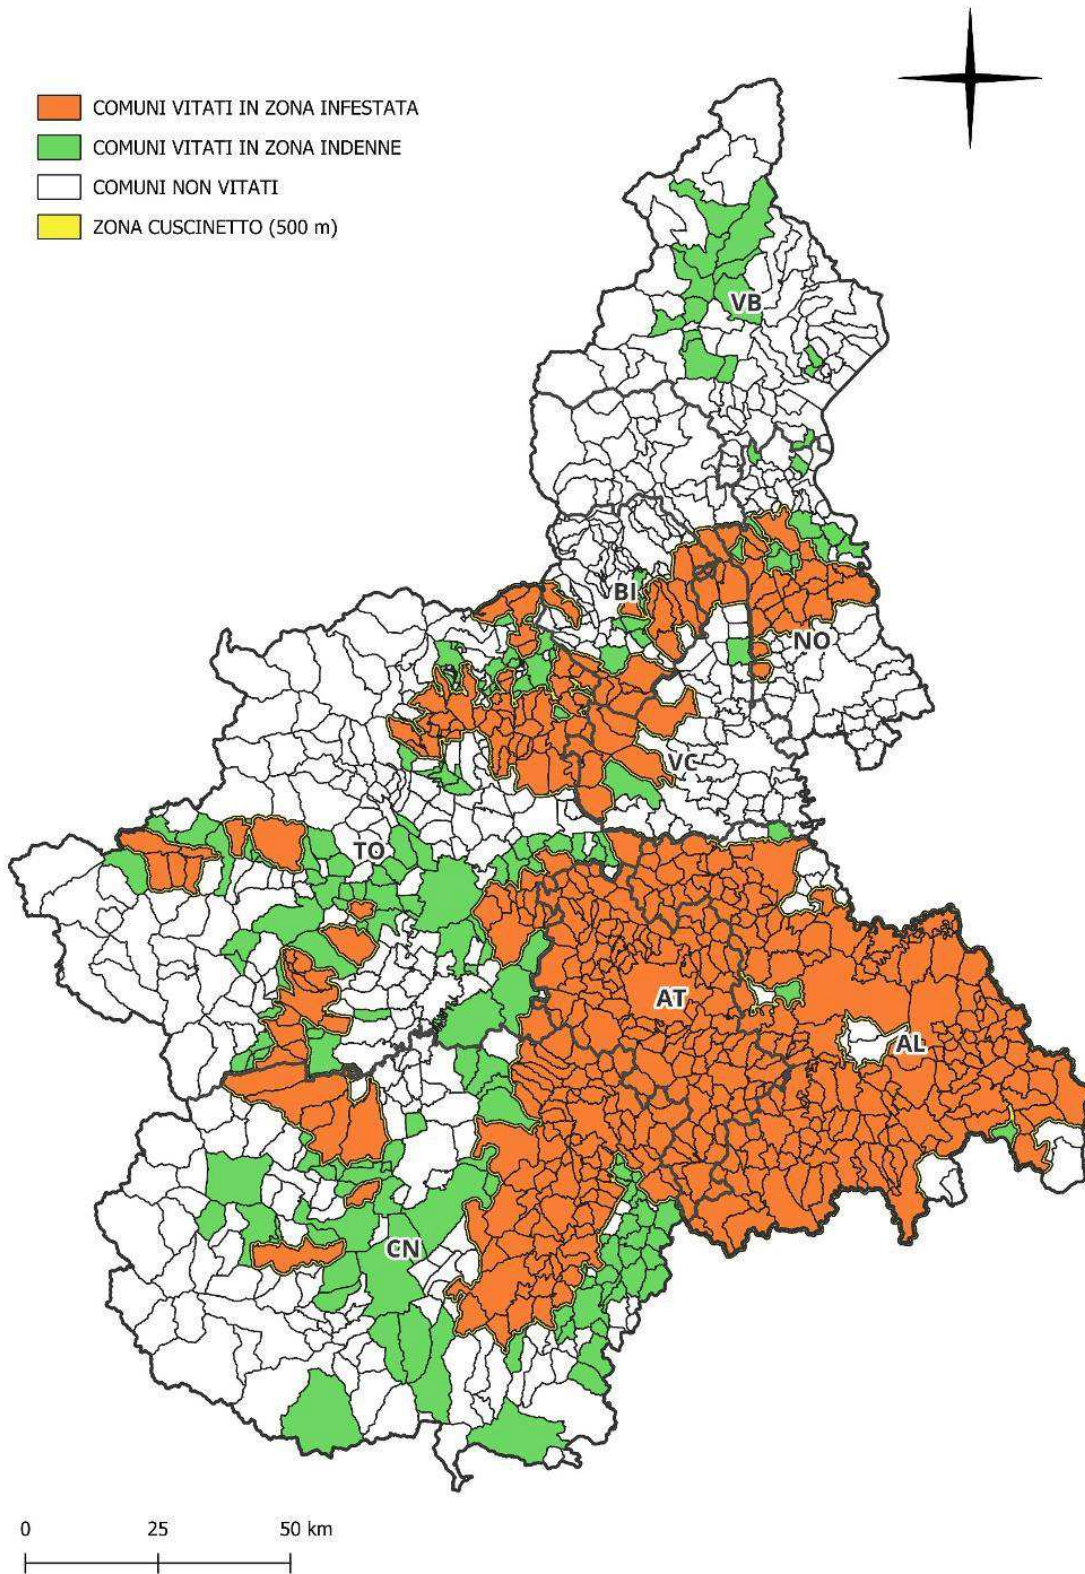 COMUNI VITATI IN ZONA INFESTATA
COMUNI VITATI IN ZONA INDENNE
COMUNI NON VITATI
ZONA CUSCINETTO (500 m)
VB
BI
NO
VC
TO
AT
AL
CN
0 25 50 km